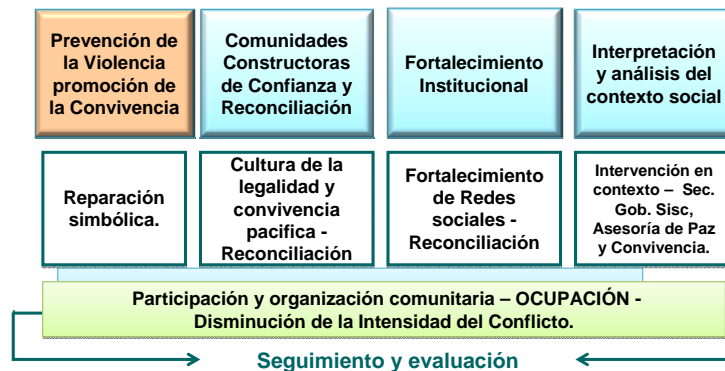 Prevención de
la Violencia
promoción de
la Convivencia
Comunidades
Constructoras
de Confianza y
Reconciliación
Fortalecimiento
Institucional
Interpretación
y análisis del
contexto social
Reparación
simbólica.
Cultura de la
legalidad y
convivencia
pacifica -
Reconciliación
Fortalecimiento
de Redes
sociales -
Reconciliación
Intervención en
contexto – Sec.
Gob. Sisc,
Asesoría de Paz
y Convivencia.
Participación y organización comunitaria – OCUPACIÓN -
Disminución de la Intensidad del Conflicto.
Seguimiento y evaluación